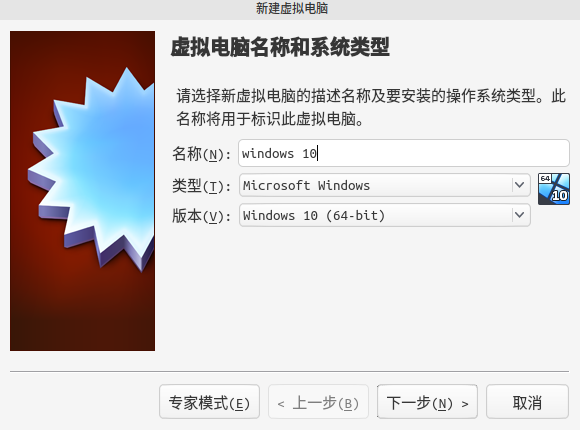 新建虚拟电脑
虚拟电脑名称和系统类型
请选择新虚拟电脑的描述名称及要安装的操作系统类型。此
名称将用于标识此虚拟电脑。
名称(N): windows 10
类型(T): Microsoft Windows
64
10
版本(V): Windows 10 (64-bit)
专家模式(E) < 上一步(B) 下一步(N) > 取消